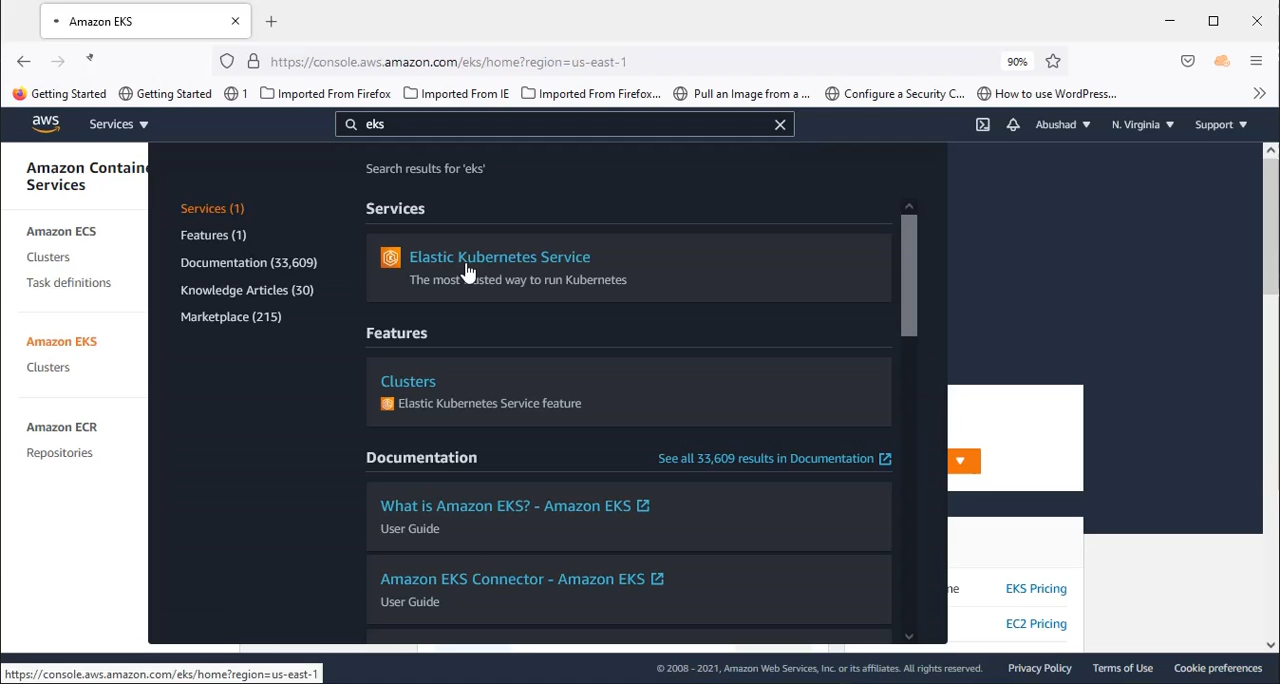 Amazon EKS
https://console.aws.amazon.com/eks/home?region=us-east-1
90%
Getting Started
Getting Started
1
Imported From Firefox
Imported From IE
Imported From Firefox...
Pull an Image from a ...
Configure a Security C...
How to use WordPress...
aws
Services
eks
Abushad
N. Virginia
Support
Amazon Containe
Services
Amazon ECS
Clusters
Task definitions
Amazon EKS
Clusters
Amazon ECR
Repositories
Search results for 'eks'
Services (1)
Features (1)
Documentation (33,609)
Knowledge Articles (30)
Marketplace (215)
Services
Elastic Kubernetes Service
The most trusted way to run Kubernetes
Features
Clusters
Elastic Kubernetes Service feature
Documentation
See all 33,609 results in Documentation
What is Amazon EKS? - Amazon EKS
User Guide
Amazon EKS Connector - Amazon EKS
User Guide
EKS Pricing
EC2 Pricing
https://console.aws.amazon.com/eks/home?region=us-east-1
© 2008 - 2021, Amazon Web Services, Inc. or its affiliates. All rights reserved.
Privacy Policy
Terms of Use
Cookie preferences